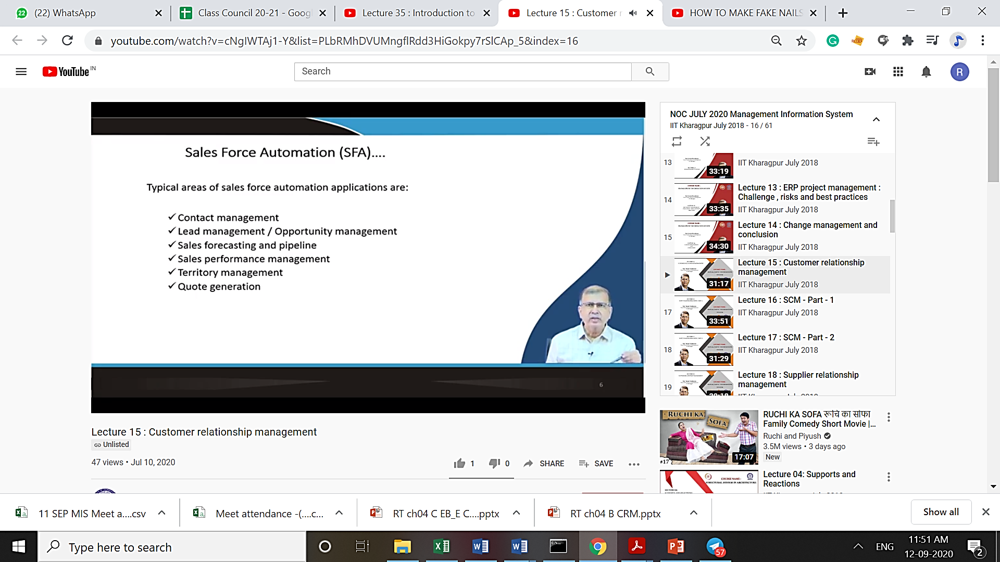 (22) WhatsApp
Class Council 20-21 - Goog
Lecture 35 : Introduction to
Lecture 15 : Customer r
HOW TO MAKE FAKE NAILS
youtube.com/watch?v=cNgIWTAj1-Y&list=PLbRMhDVUMngflRdd3HiGokpy7rSlCAp_5&index=16
YouTube IN
Search
R
Sales Force Automation (SFA)....
Typical areas of sales force automation applications are:
✓ Contact management
✓ Lead management / Opportunity management
✓ Sales forecasting and pipeline
✓ Sales performance management
✓ Territory management
✓ Quote generation
6
Lecture 15 : Customer relationship management
Unlisted
47 views • Jul 10, 2020
1
0
SHARE
SAVE
NOC JULY 2020 Management Information System
IIT Kharagpur July 2018 - 16 / 61
13
33:19
IIT Kharagpur July 2018
14
33:35
Lecture 13 : ERP project management :
Challenge , risks and best practices
IIT Kharagpur July 2018
15
34:30
Lecture 14 : Change management and
conclusion
IIT Kharagpur July 2018
31:17
Lecture 15 : Customer relationship
management
IIT Kharagpur July 2018
17
33:51
Lecture 16 : SCM - Part - 1
IIT Kharagpur July 2018
18
31:29
Lecture 17 : SCM - Part - 2
IIT Kharagpur July 2018
19
Lecture 18 : Supplier relationship
management
RUCHI KA
SOFA
#17
17:07
RUCHI KA SOFA रूचि का सोफा
Family Comedy Short Movie |...
Ruchi and Piyush
3.5M views • 3 days ago
New
COURSE NAME :
STRUCTURAL SYSTEM IN ARCHITECTURE
Lecture 04: Supports and
Reactions
11 SEP MIS Meet a....csv
Meet attendance -(....c...
RT ch04 C EB_E C....pptx
RT ch04 B CRM.pptx
Show all
Type here to search
57
ENG
11:51 AM
12-09-2020
2